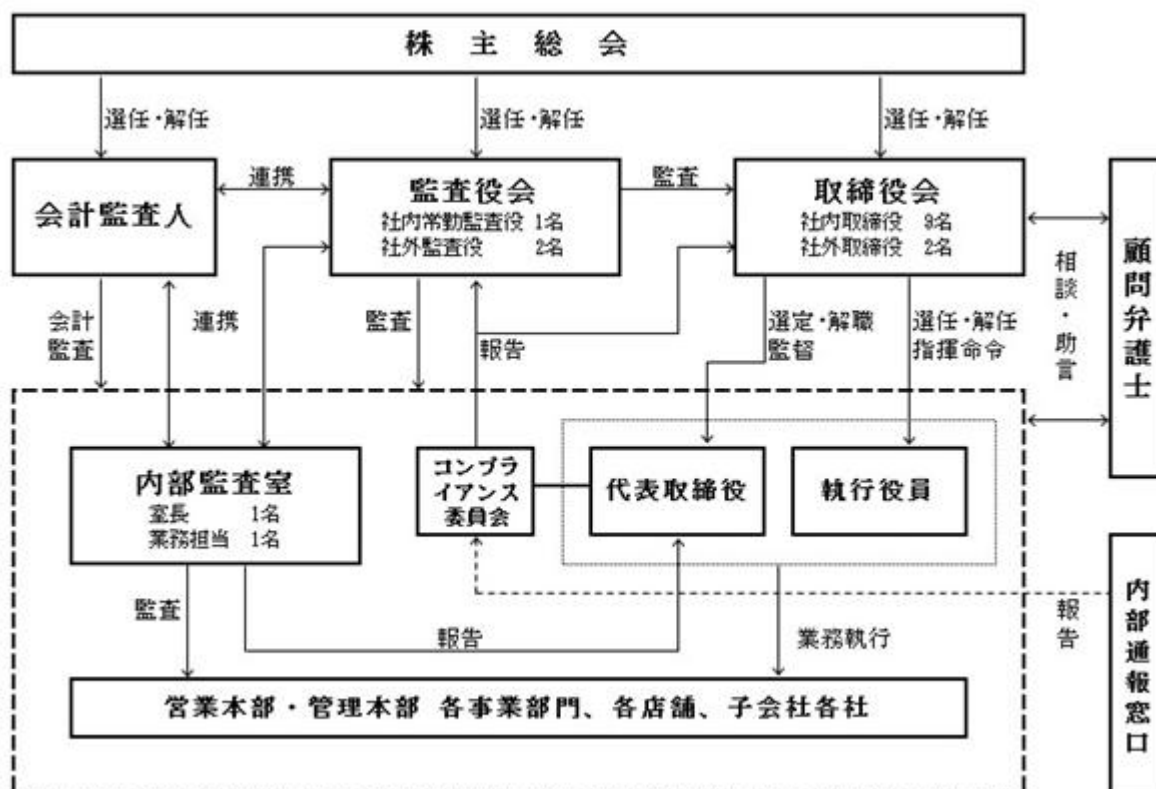 株主総会
選任・解任
選任・解任
選任・解任
会計監査人
連携
監査役会
社内常勤監査役 1名
社外監査役 2名
監査
取締役会
社内取締役 9名
社外取締役 2名
相談・助言
顧問弁護士
会計
監査
連携
監査
報告
選定・解職
監督
選任・解任
指揮命令
内部監査室
室長 1名
業務担当 1名
コンプラ
イアンス
委員会
代表取締役
執行役員
監査
報告
業務執行
報告
内部通報窓口
営業本部・管理本部 各事業部門、各店舗、子会社各社